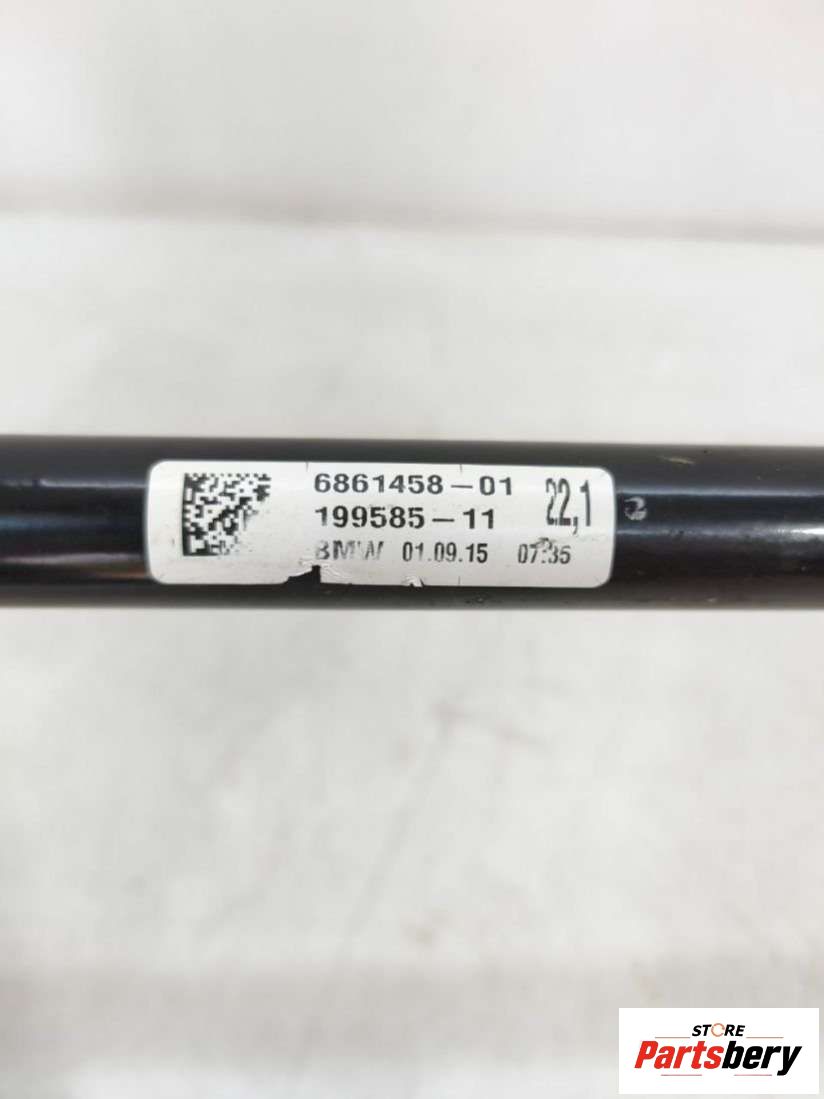 6861458-01
199585-11 22,1
BMW 01.09.15 07:35
STORE
Partsbery